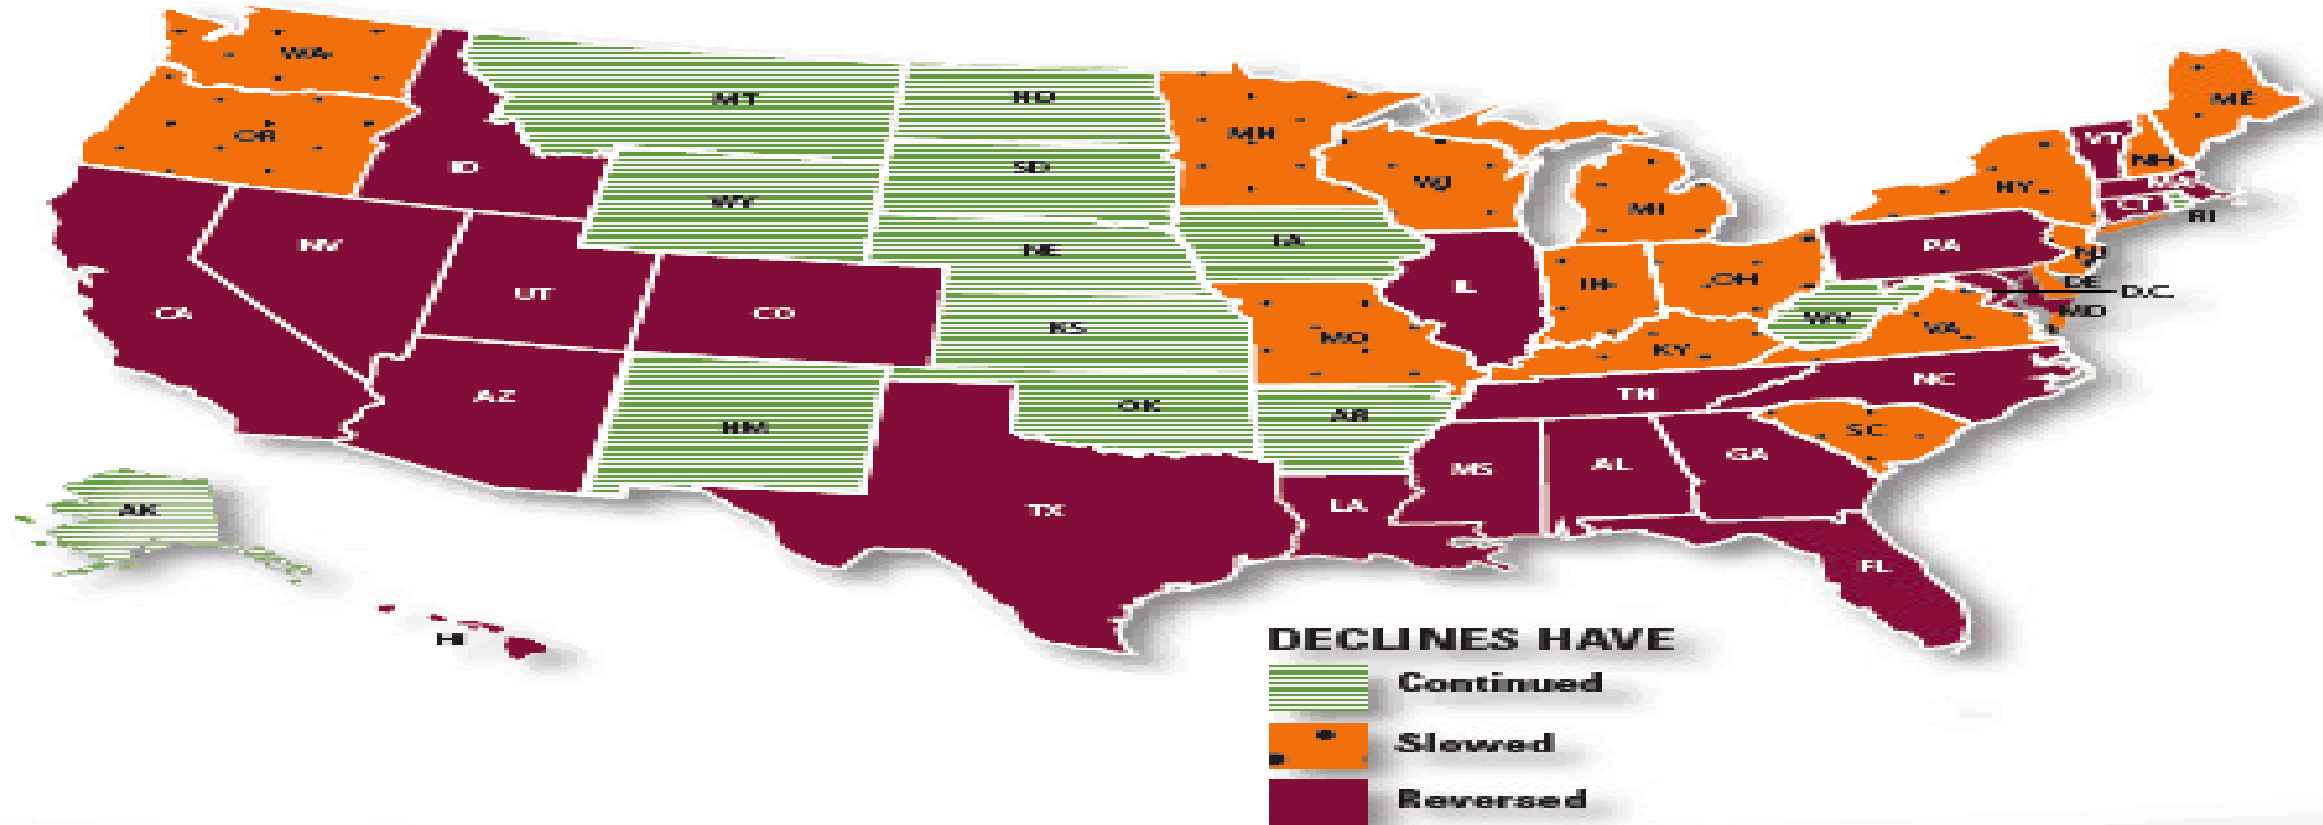 WA
MT
ND
MN
ME
OR
VT
NH
ID
SD
WI
NY
MA
WY
MI
CT
RI
NV
NE
IA
PA
NJ
UT
IL
IN
OH
DE
D.C.
CA
CO
KS
MO
WV
VA
MD
KY
AZ
NM
OK
AR
TN
NC
SC
MS
AL
GA
AK
TX
LA
FL
HI
DECLINES HAVE
Continued
Slowed
Reversed